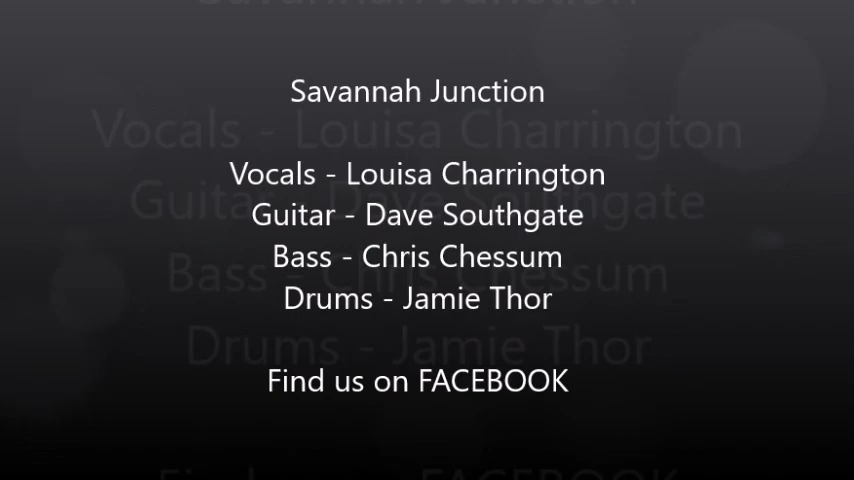 Savannah Junction
Vocals - Louisa Charrington
Guitar - Dave Southgate
Bass - Chris Chessum
Drums - Jamie Thor
Find us on FACEBOOK